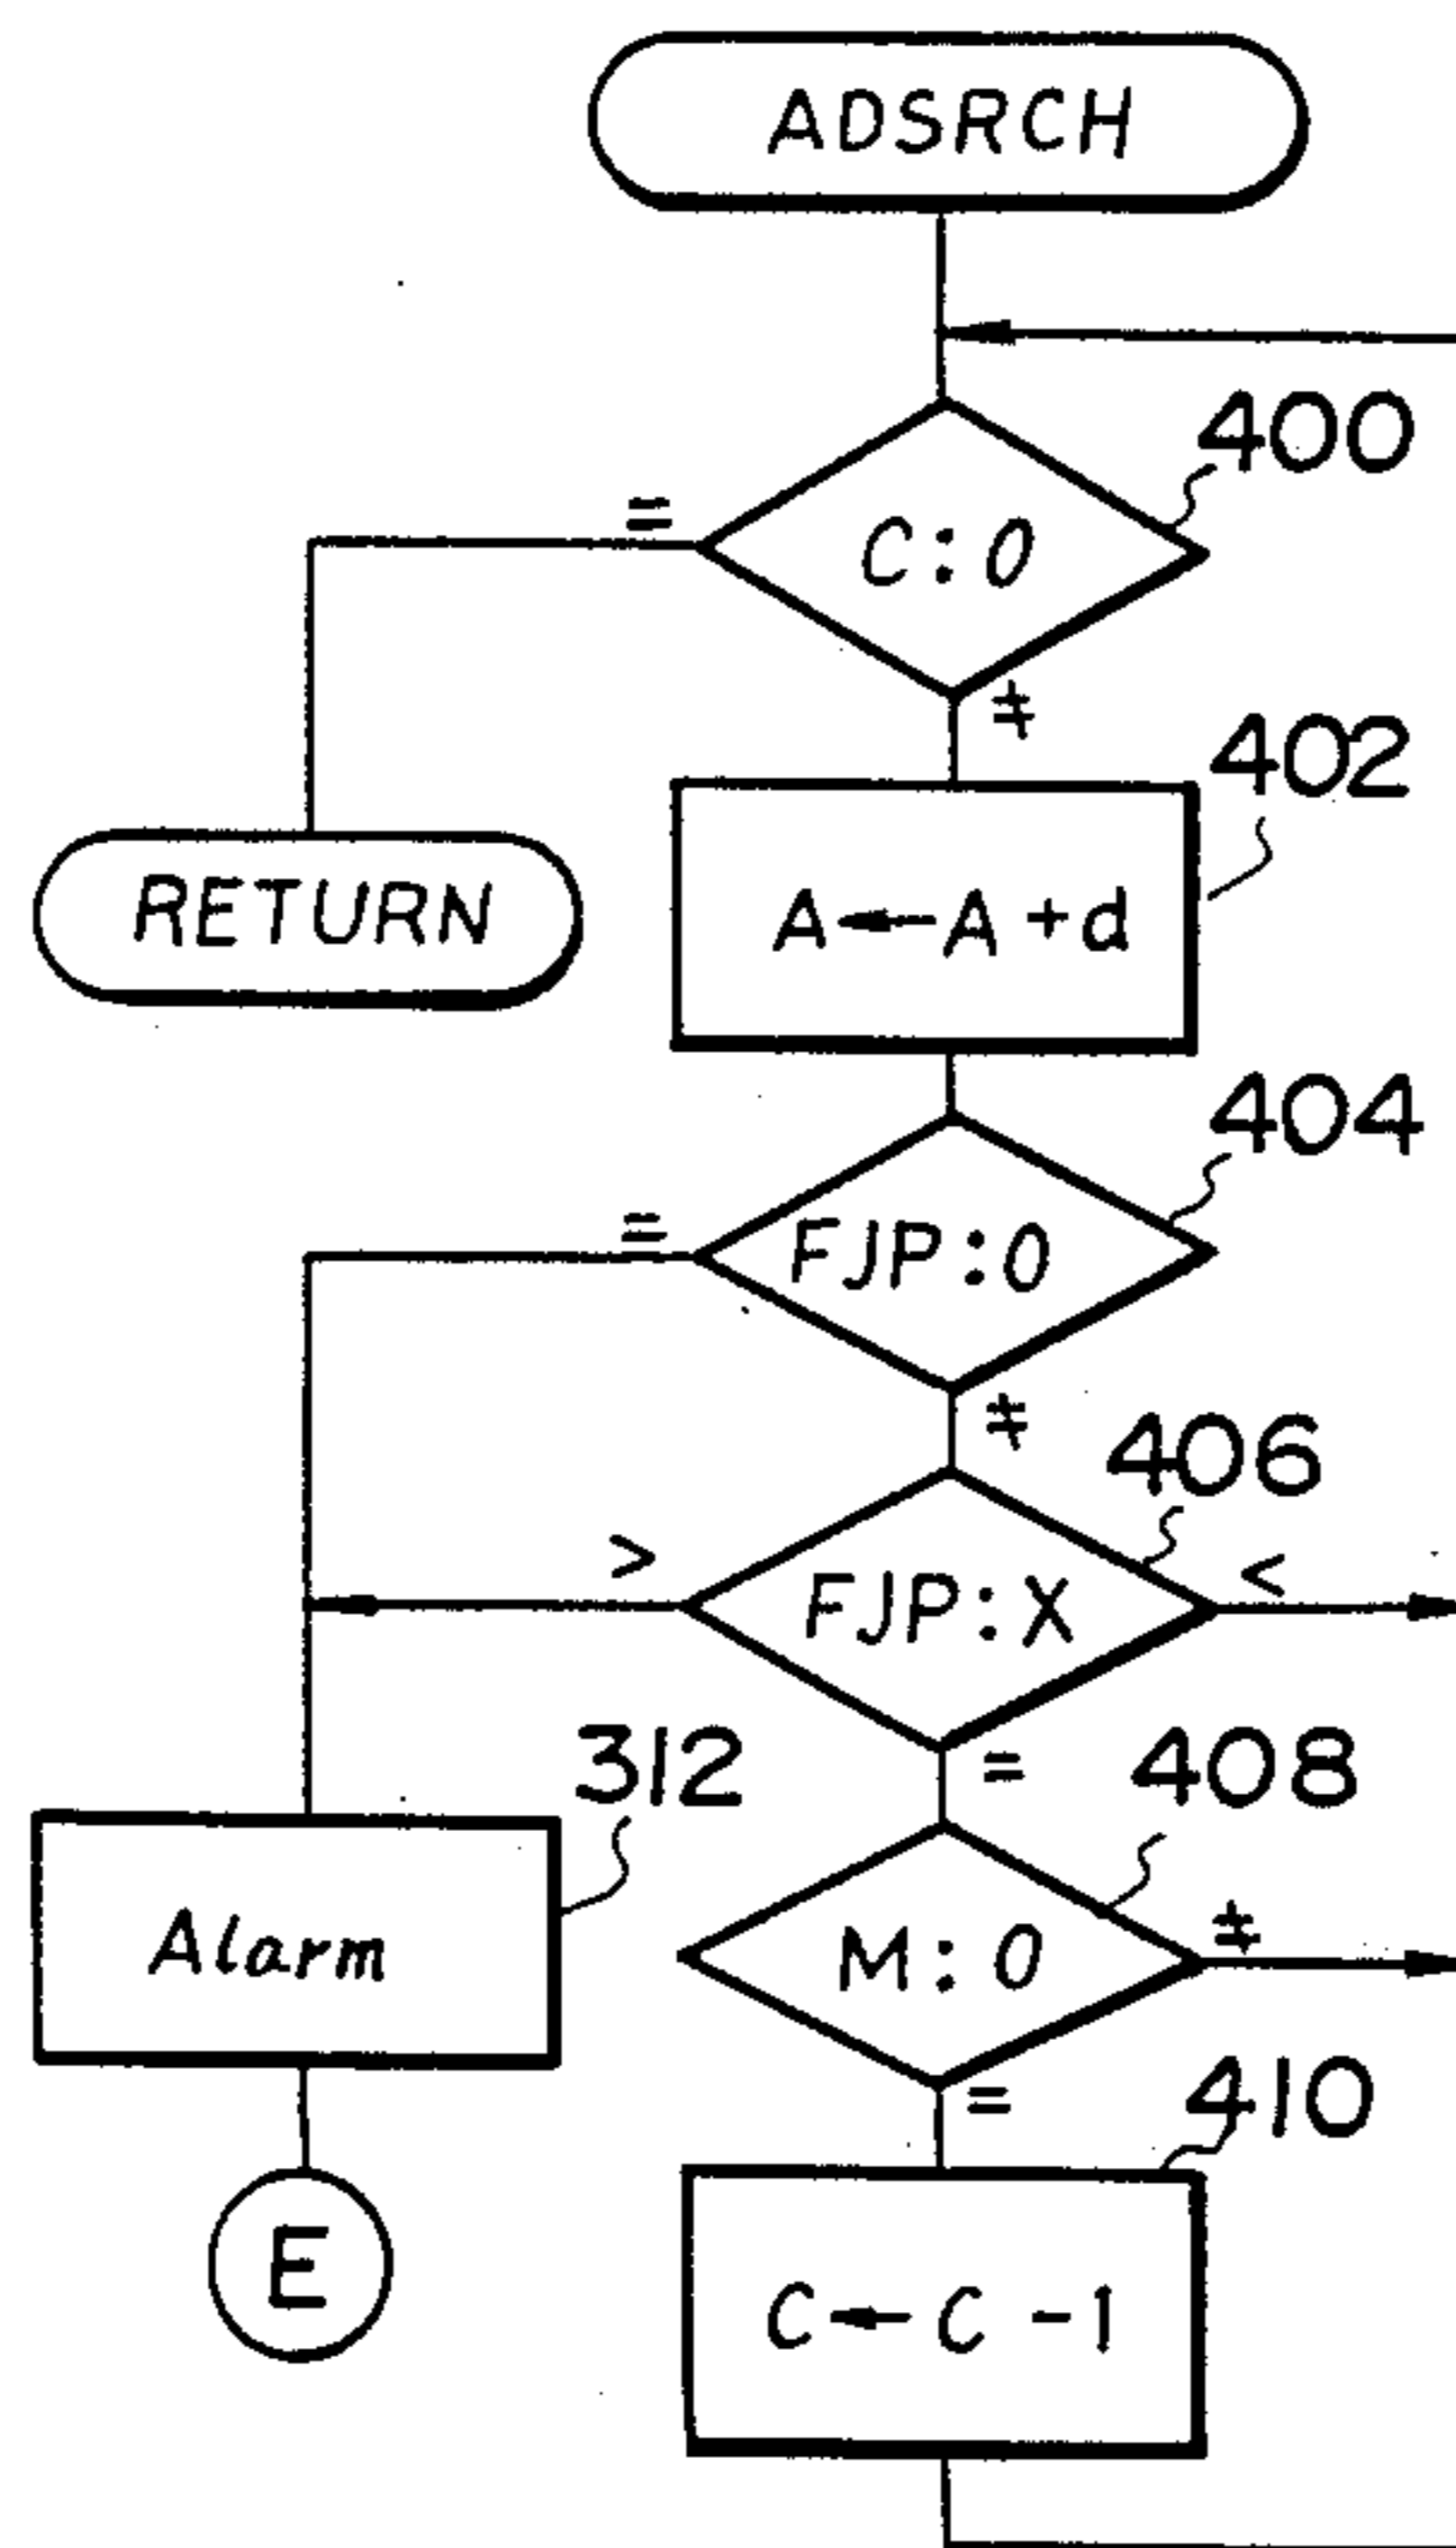 ADSRCH
400
=
C:0
≠
402
RETURN
A←A+d
404
=
FJP:0
≠
406
>
FJP:X
<
312
=
408
Alarm
M:0
≠
=
410
E
C←C-1